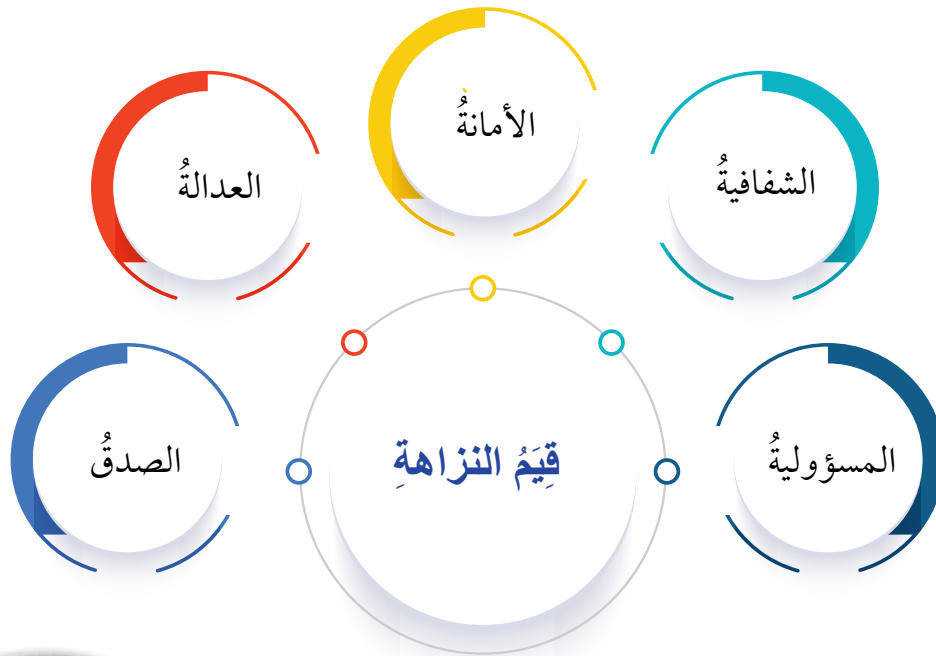 الأمانةُ
الشفافيةُ
العدالةُ
المسؤوليةُ
قِيَمُ النزاهةِ
الصدقُ